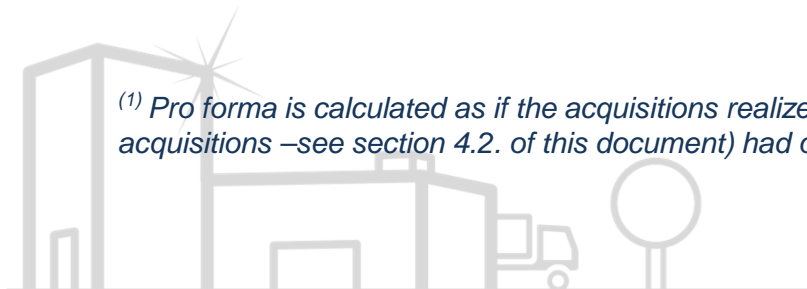 (1) Pro forma is calculated as if the acquisitions realize
acquisitions –see section 4.2. of this document) had